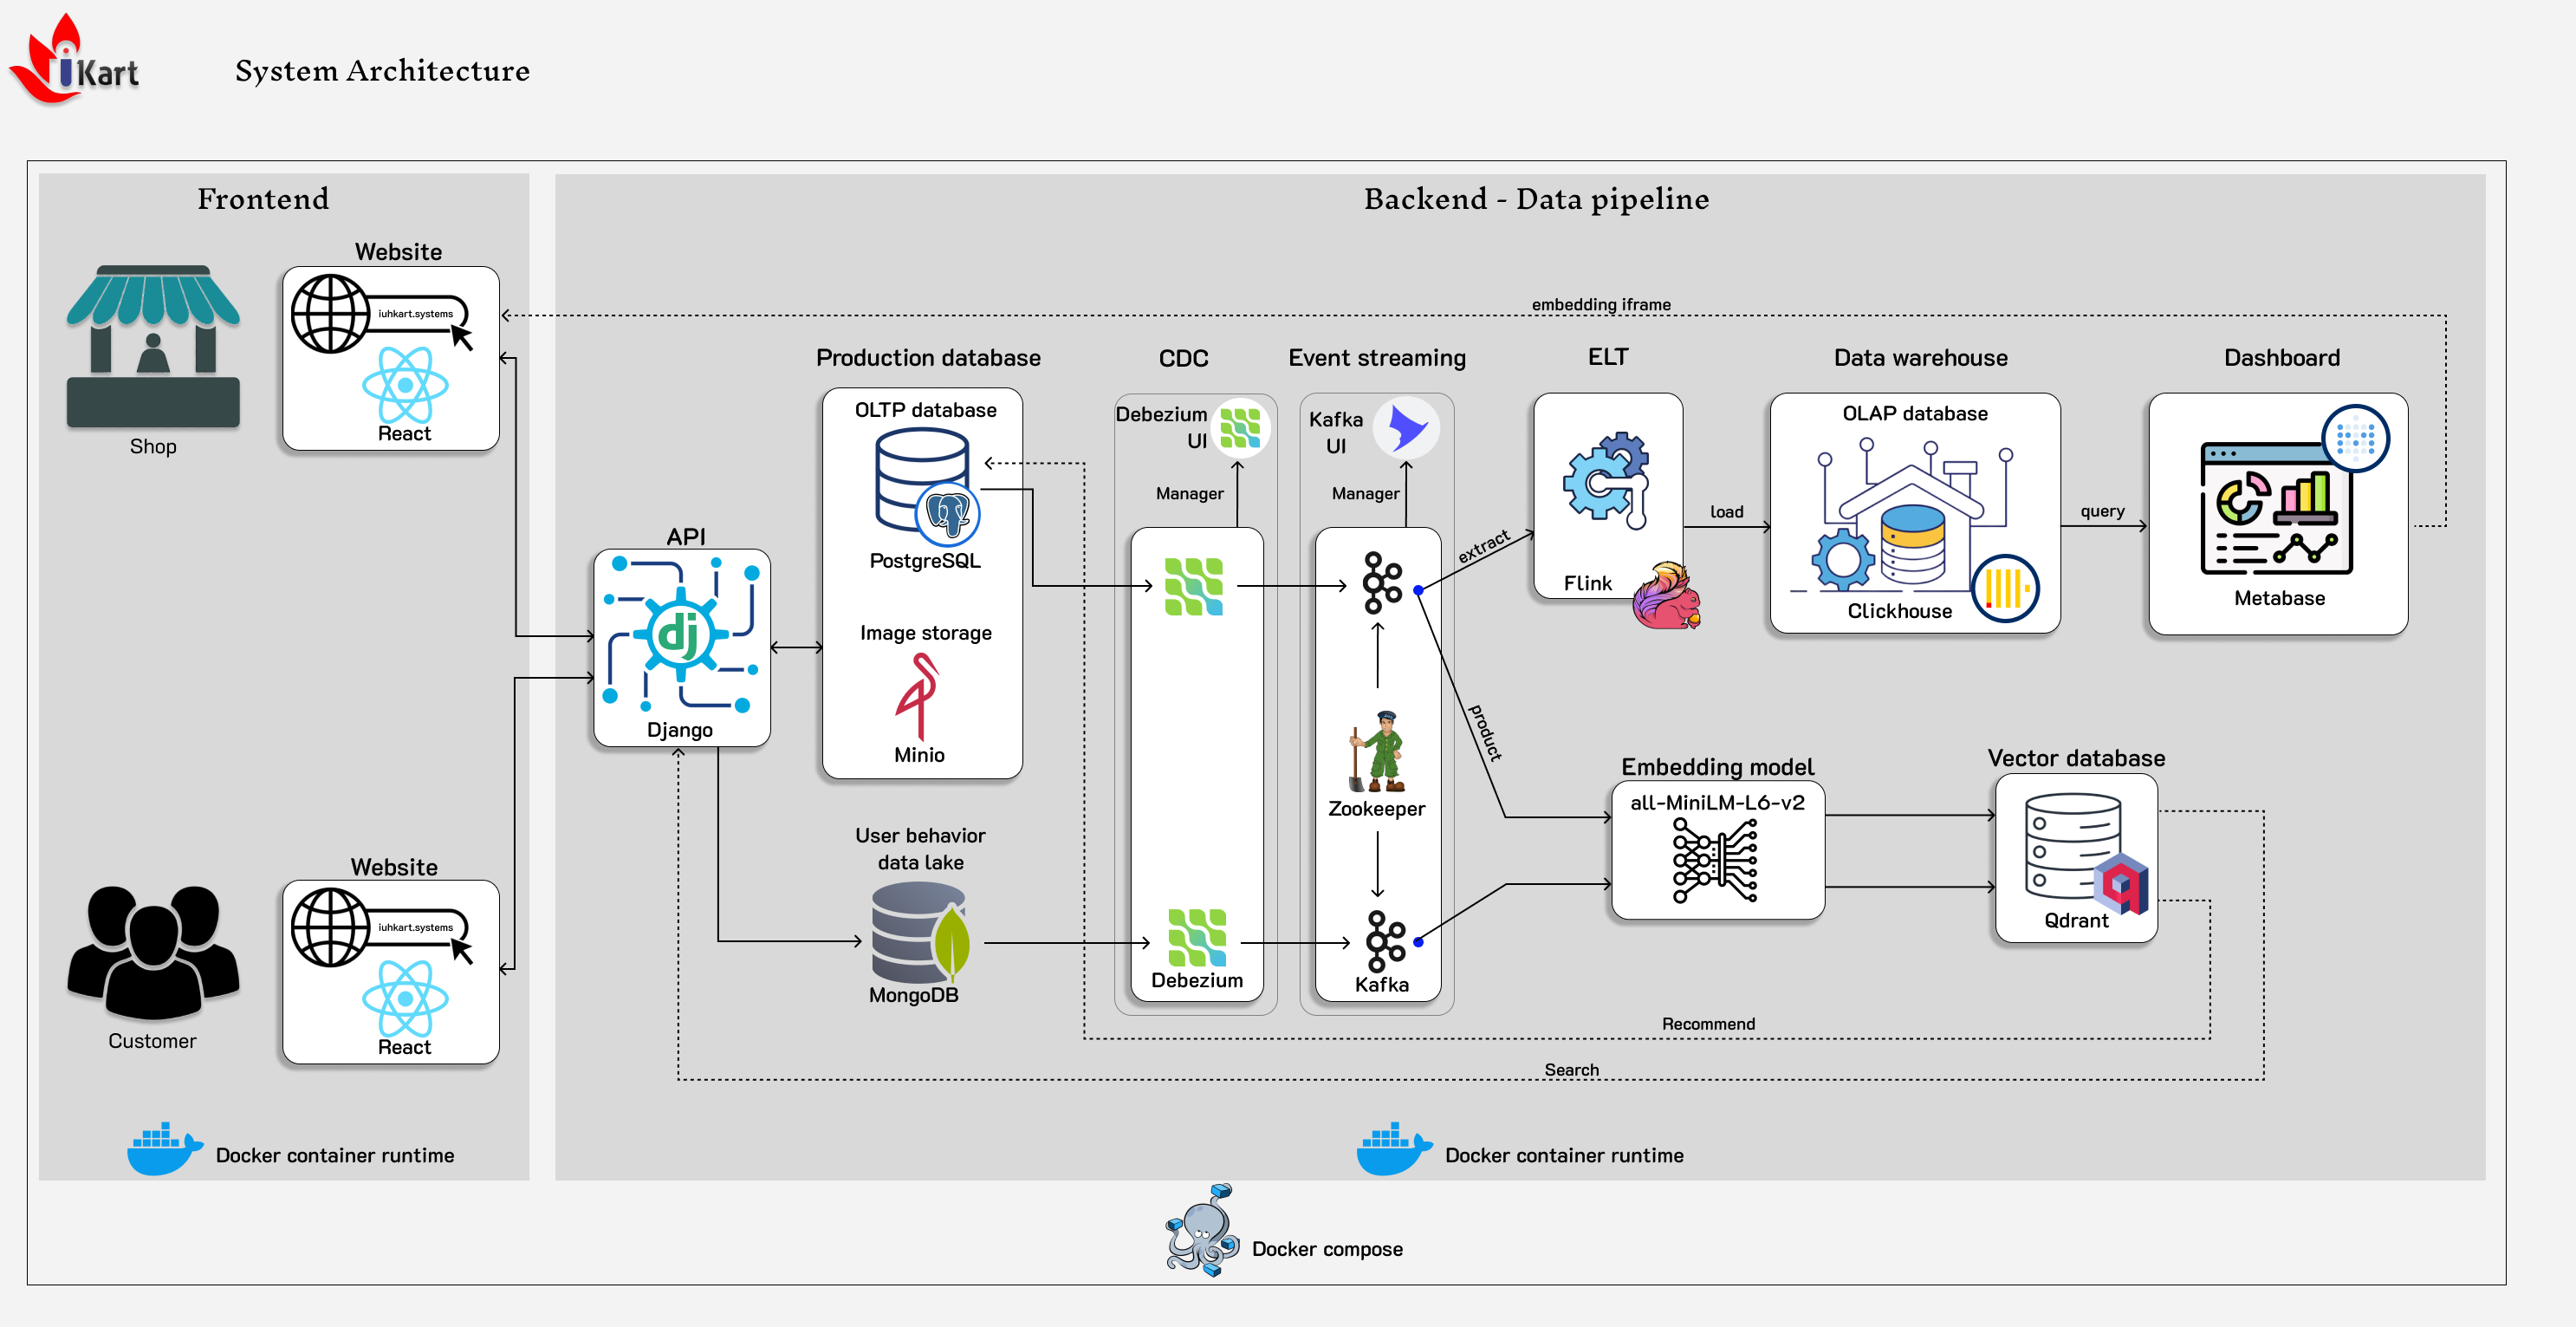 iKart
System Architecture
Frontend
Backend - Data pipeline
Website
iuhkart.systems
React
Shop
embedding iframe
Production database
CDC
Event streaming
ELT
Data warehouse
Dashboard
OLTP database
PostgreSQL
Image storage
Minio
Debezium
UI
Manager
Kafka
UI
Manager
extract
Flink
load
OLAP database
Clickhouse
query
Metabase
API
dj
Django
product
Zookeeper
Embedding model
all-MiniLM-L6-v2
Vector database
Qdrant
User behavior
data lake
MongoDB
Debezium
Kafka
Website
iuhkart.systems
React
Customer
Recommend
Search
Docker container runtime
Docker container runtime
Docker compose